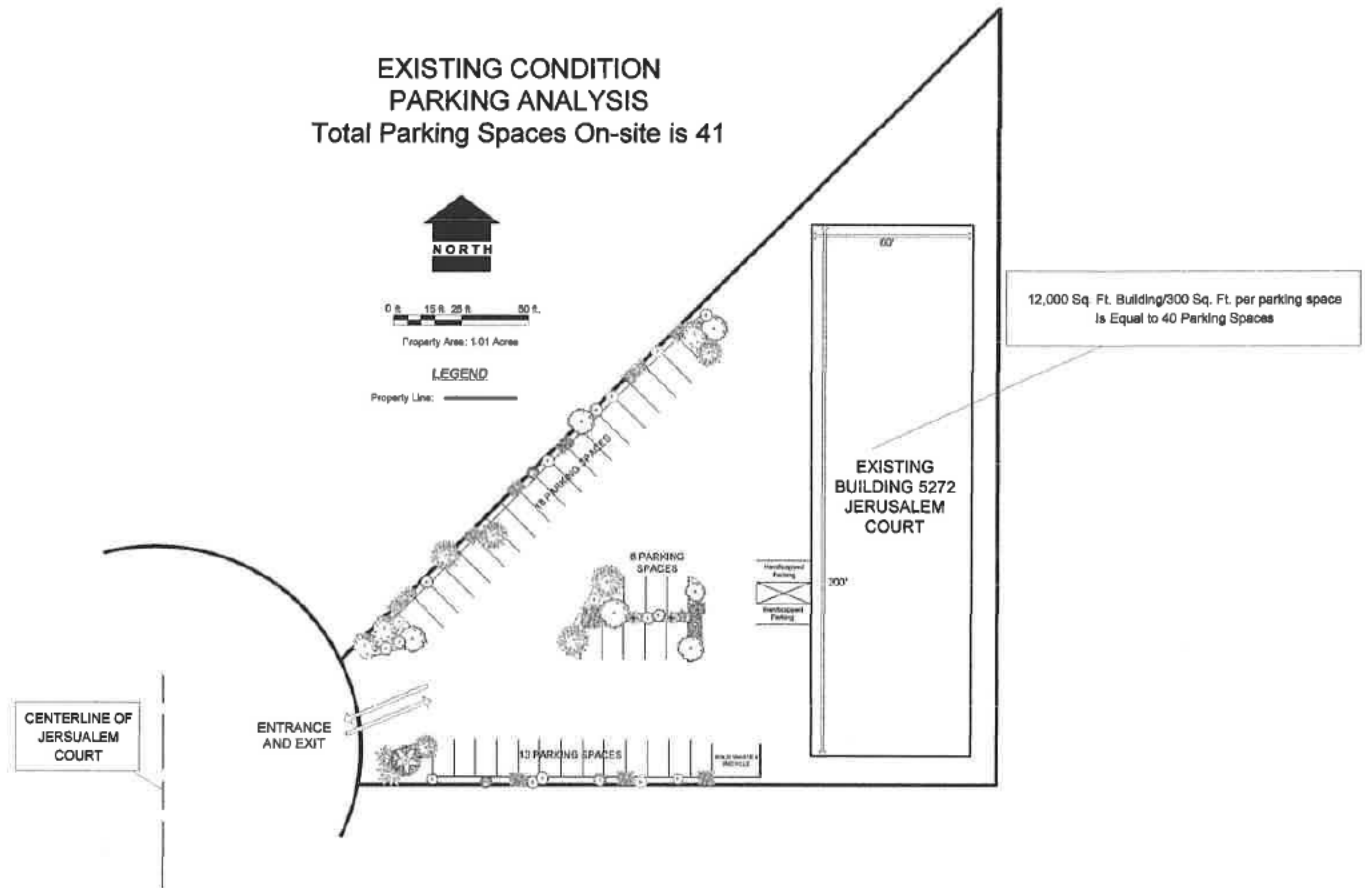 EXISTING CONDITION
PARKING ANALYSIS
Total Parking Spaces On-site is 41
NORTH
0 ft. 15 ft. 25 ft. 50 ft.
Property Area: 1.01 Acres
LEGEND
Property Line:
60'
12,000 Sq. Ft. Building/300 Sq. Ft. per parking space
Is Equal to 40 Parking Spaces
PARKING SPACES
EXISTING
BUILDING 5272
JERUSALEM
COURT
PARKING
SPACES
Handicapped
Parking
Handicapped
Parking
200'
CENTERLINE OF
JERSUALEM
COURT
ENTRANCE
AND EXIT
PARKING SPACES